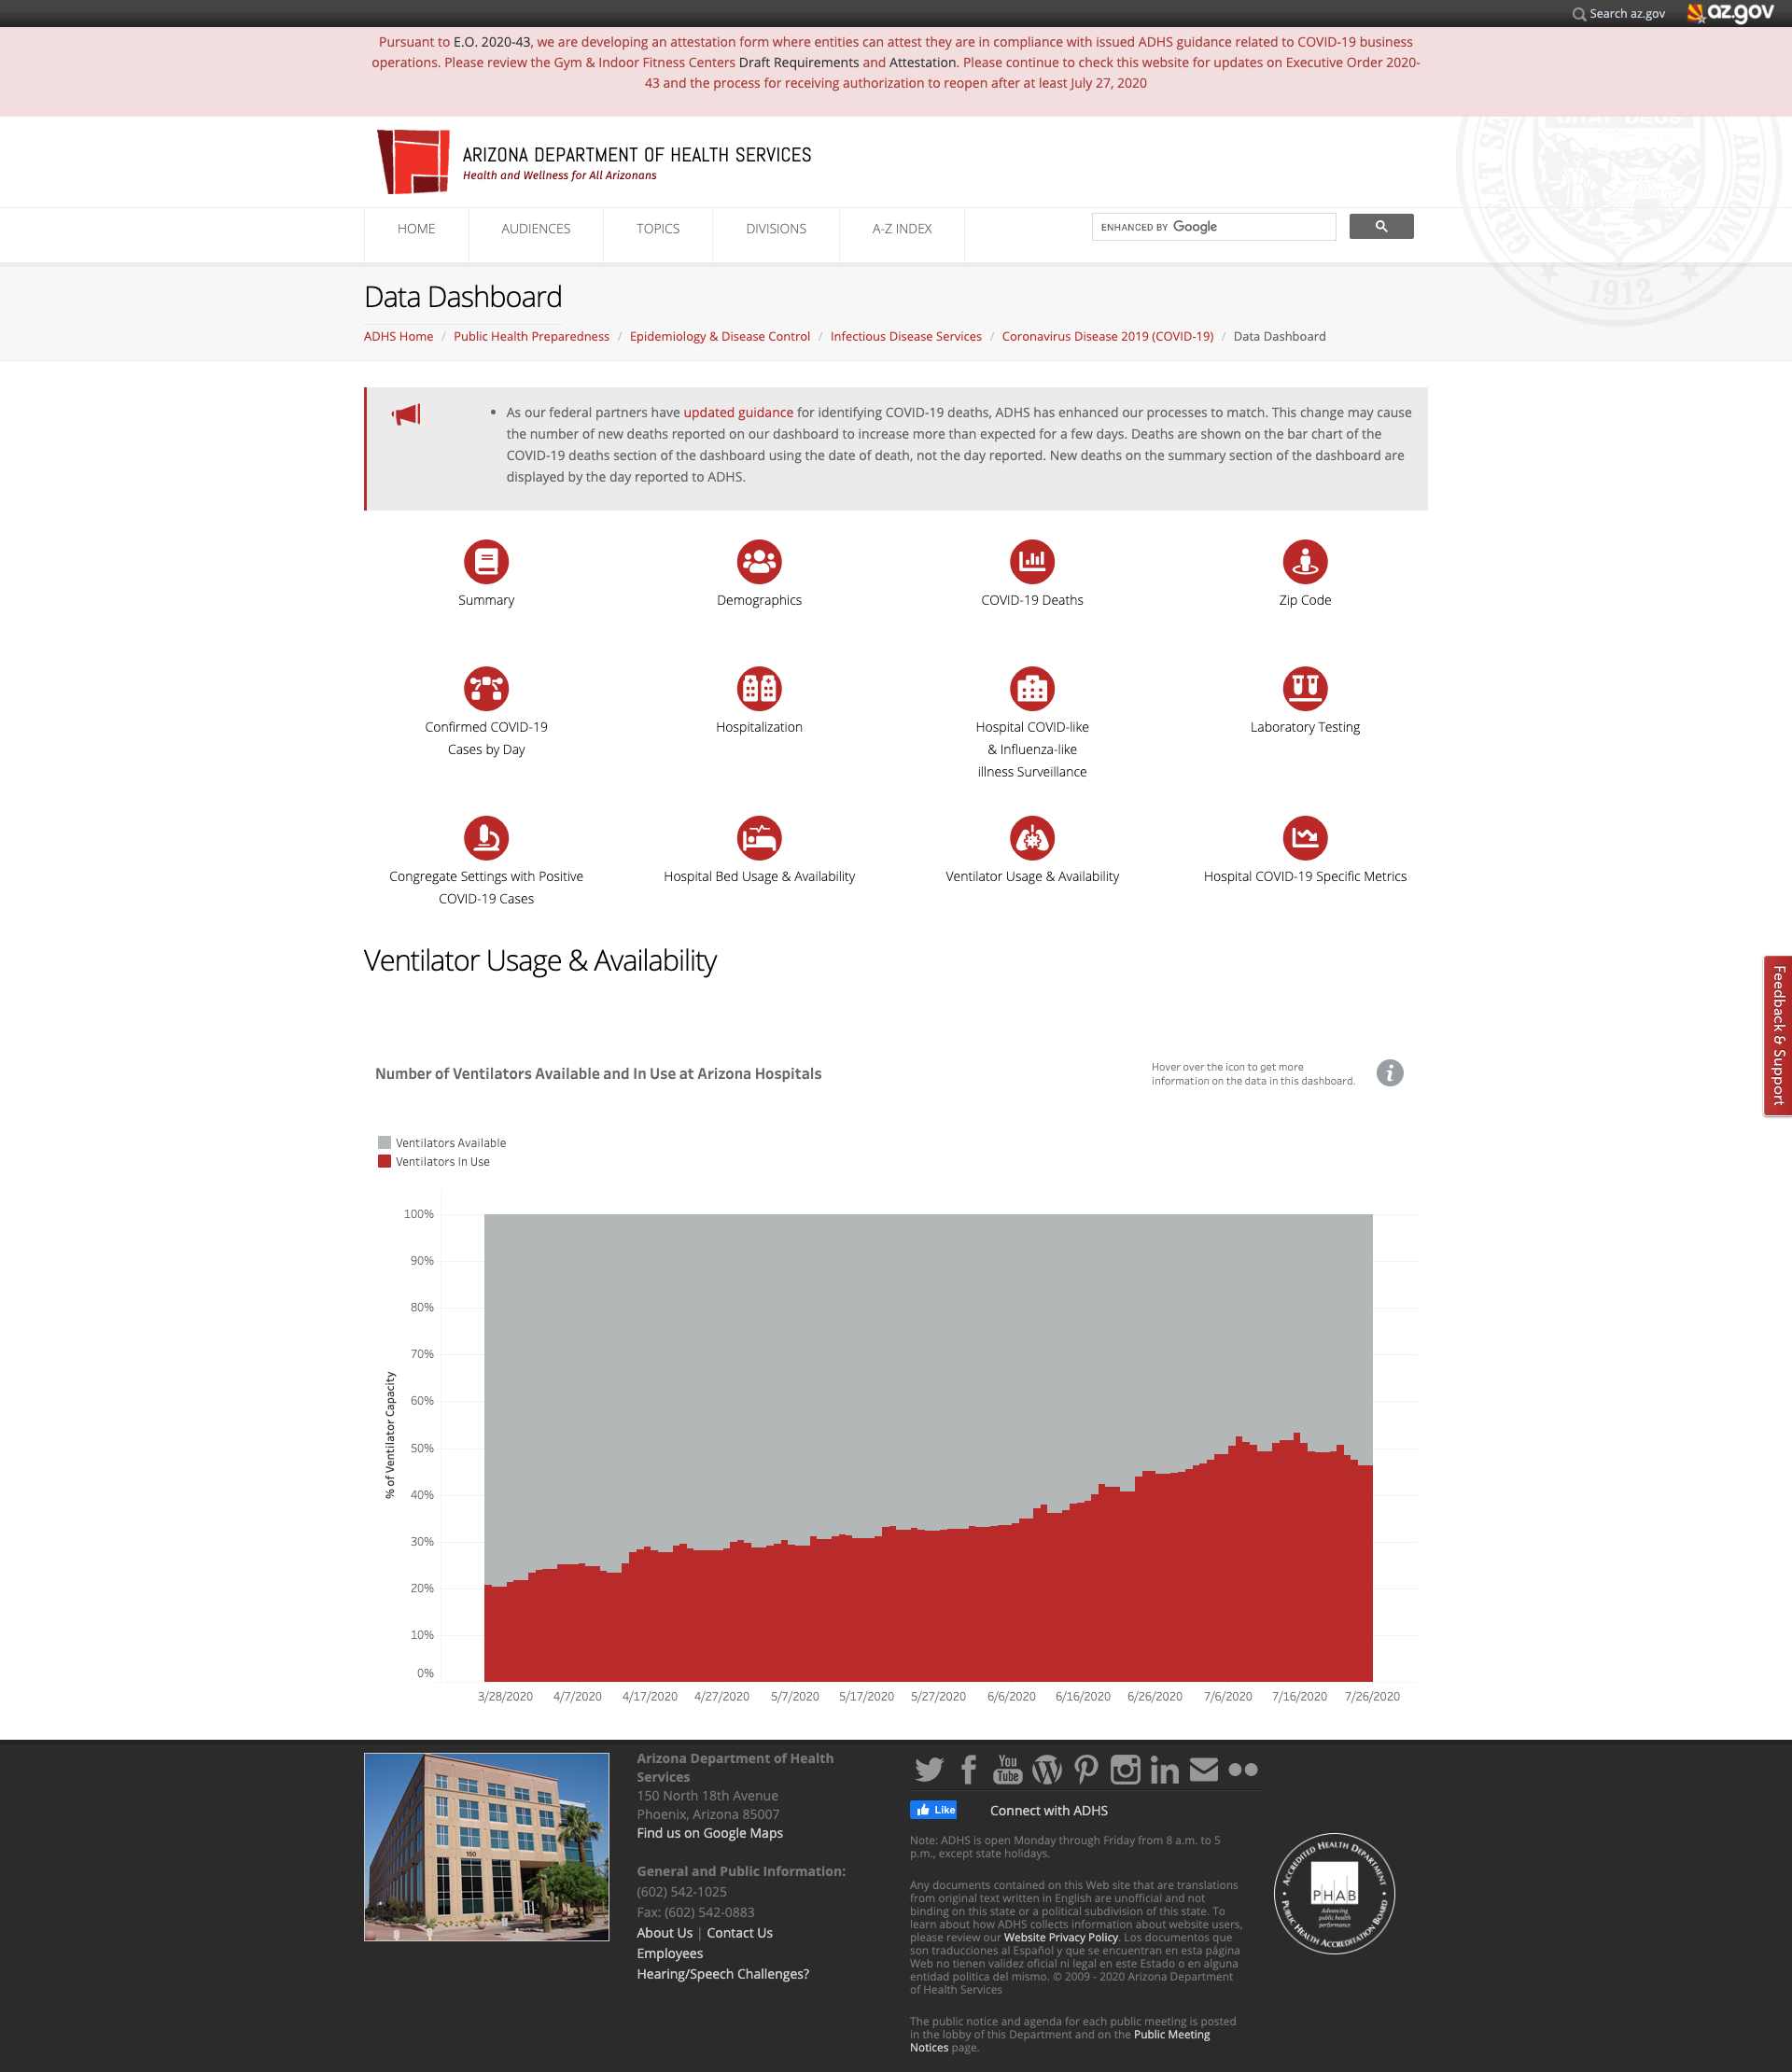 Search az.gov
az.gov
Pursuant to E.O. 2020-43, we are developing an attestation form where entities can attest they are in compliance with issued ADHS guidance related to COVID-19 business
operations. Please review the Gym & Indoor Fitness Centers Draft Requirements and Attestation. Please continue to check this website for updates on Executive Order 2020-
43 and the process for receiving authorization to reopen after at least July 27, 2020
DITAT DEUS
GREAT SE
ARIZONA
1912
ARIZONA DEPARTMENT OF HEALTH SERVICES
Health and Wellness for All Arizonans
HOME
AUDIENCES
TOPICS
DIVISIONS
A-Z INDEX
ENHANCED BY Google
Data Dashboard
ADHS Home / Public Health Preparedness / Epidemiology & Disease Control / Infectious Disease Services / Coronavirus Disease 2019 (COVID-19) / Data Dashboard
• As our federal partners have updated guidance for identifying COVID-19 deaths, ADHS has enhanced our processes to match. This change may cause
the number of new deaths reported on our dashboard to increase more than expected for a few days. Deaths are shown on the bar chart of the
COVID-19 deaths section of the dashboard using the date of death, not the day reported. New deaths on the summary section of the dashboard are
displayed by the day reported to ADHS.
Summary
Demographics
COVID-19 Deaths
Zip Code
Confirmed COVID-19
Cases by Day
Hospitalization
Hospital COVID-like
& Influenza-like
illness Surveillance
Laboratory Testing
Congregate Settings with Positive
COVID-19 Cases
Hospital Bed Usage & Availability
Ventilator Usage & Availability
Hospital COVID-19 Specific Metrics
Ventilator Usage & Availability
Feedback & Support
Number of Ventilators Available and In Use at Arizona Hospitals
Hover over the icon to get more
information on the data in this dashboard.
i
Ventilators Available
Ventilators In Use
% of Ventilator Capacity
100%
90%
80%
70%
60%
50%
40%
30%
20%
10%
0%
3/28/2020 4/7/2020 4/17/2020 4/27/2020 5/7/2020 5/17/2020 5/27/2020 6/6/2020 6/16/2020 6/26/2020 7/6/2020 7/16/2020 7/26/2020
150
Arizona Department of Health
Services
150 North 18th Avenue
Phoenix, Arizona 85007
Find us on Google Maps
General and Public Information:
(602) 542-1025
Fax: (602) 542-0883
About Us | Contact Us
Employees
Hearing/Speech Challenges?
You
Tube
Like
Connect with ADHS
Note: ADHS is open Monday through Friday from 8 a.m. to 5
p.m., except state holidays.
Any documents contained on this Web site that are translations
from original text written in English are unofficial and not
binding on this state or a political subdivision of this state. To
learn about how ADHS collects information about website users,
please review our Website Privacy Policy. Los documentos que
son traducciones al Español y que se encuentran en esta página
Web no tienen validez oficial ni legal en este Estado o en alguna
entidad politica del mismo. © 2009 - 2020 Arizona Department
of Health Services
The public notice and agenda for each public meeting is posted
in the lobby of this Department and on the Public Meeting
Notices page.
ACCREDITED HEALTH DEPARTMENT
PHAB
Advancing
public health
performance
PUBLIC HEALTH ACCREDITATION BOARD